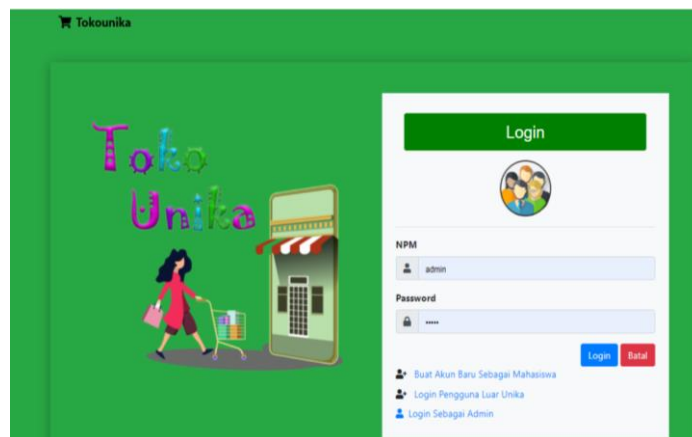 Tokounika
Toko
Unika
Login
NPM
admin
Password
•••••
Login Batal
Buat Akun Baru Sebagai Mahasiswa
Login Pengguna Luar Unika
Login Sebagai Admin